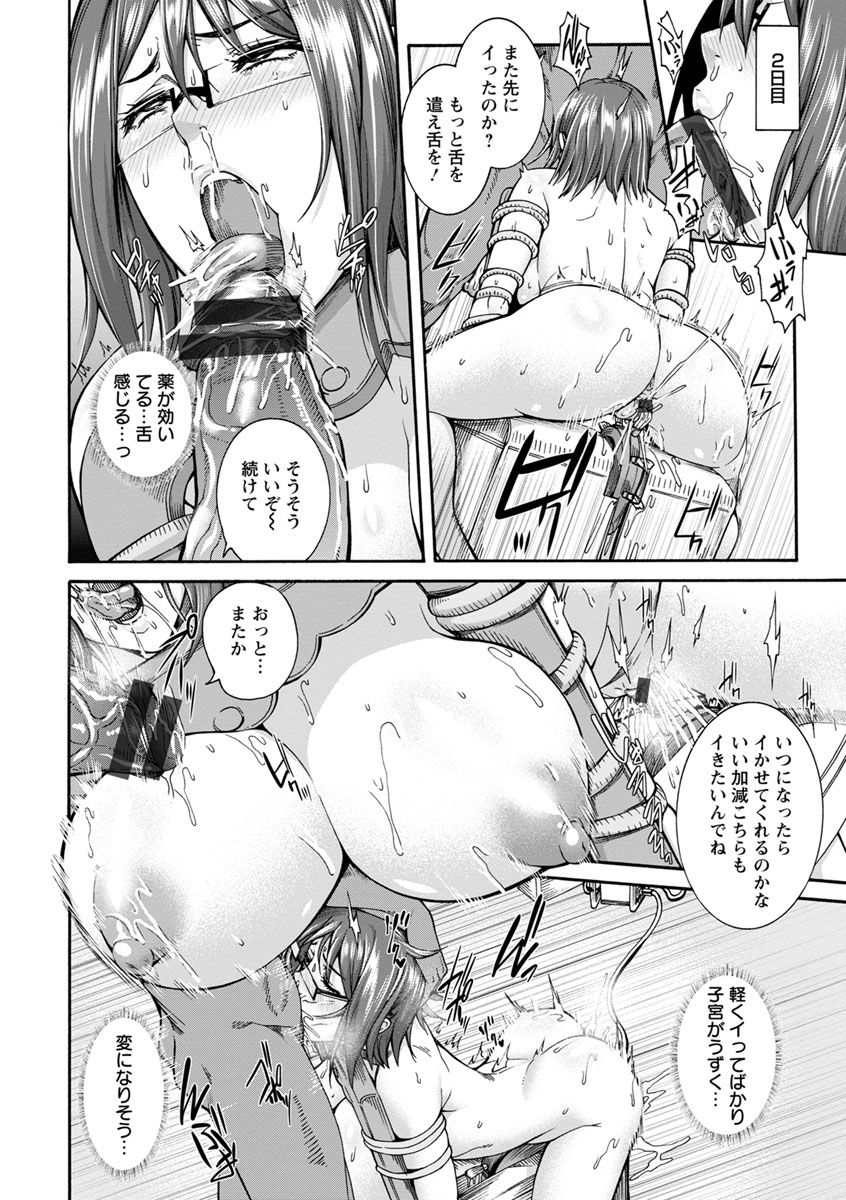 2日目
また先に
イったのか?
もっと舌を
遣え舌を!
薬が効い
てる…舌
感じる…っ
そうそう
いいぞ〜
続けて
おっと…
またか
いつになったら
イかせてくれるのかな
いい加減こちらも
イきたいんでね
軽くイってばかり
子宮がうずく…
変になりそう…